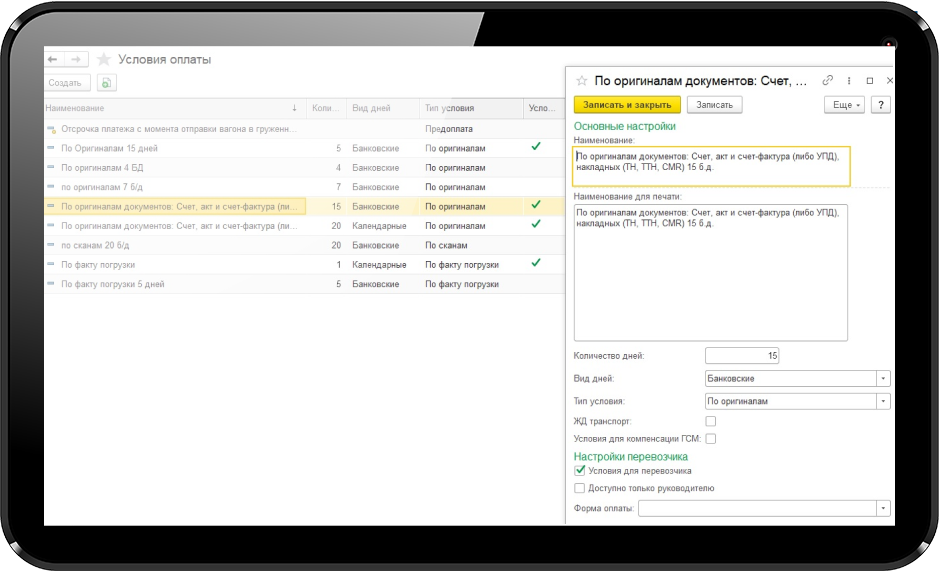 Условия оплаты
Создать
Наименование ↓ Коли... Вид дней Тип условия Усло...
Отсрочка платежа с момента отправки вагона в груженн... Предоплата
По Оригиналам 15 дней 5 Банковские По оригиналам
По оригиналам 4 БД 4 Банковские По оригиналам
по оригиналам 7 б/д 7 Банковские По оригиналам
По оригиналам документов: Счет, акт и счет-фактура (ли... 15 Банковские По оригиналам
По оригиналам документов: Счет, акт и счет-фактура (ли... 20 Календарные По оригиналам
по сканам 20 б/д 20 Банковские По сканам
По факту погрузки 1 Календарные По факту погрузки
По факту погрузки 5 дней 5 Банковские По факту погрузки
По оригиналам документов: Счет, ...
Записать и закрыть Записать Еще ?
Основные настройки
Наименование:
По оригиналам документов: Счет, акт и счет-фактура (либо УПД),
накладных (ТН, ТТН, CMR) 15 б.д.
Наименование для печати:
По оригиналам документов: Счет, акт и счет-фактура (либо УПД),
накладных (ТН, ТТН, CMR) 15 б.д.
Количество дней: 15
Вид дней: Банковские
Тип условия: По оригиналам
ЖД транспорт:
Условия для компенсации ГСМ:
Настройки перевозчика
Условия для перевозчика
Доступно только руководителю
Форма оплаты: